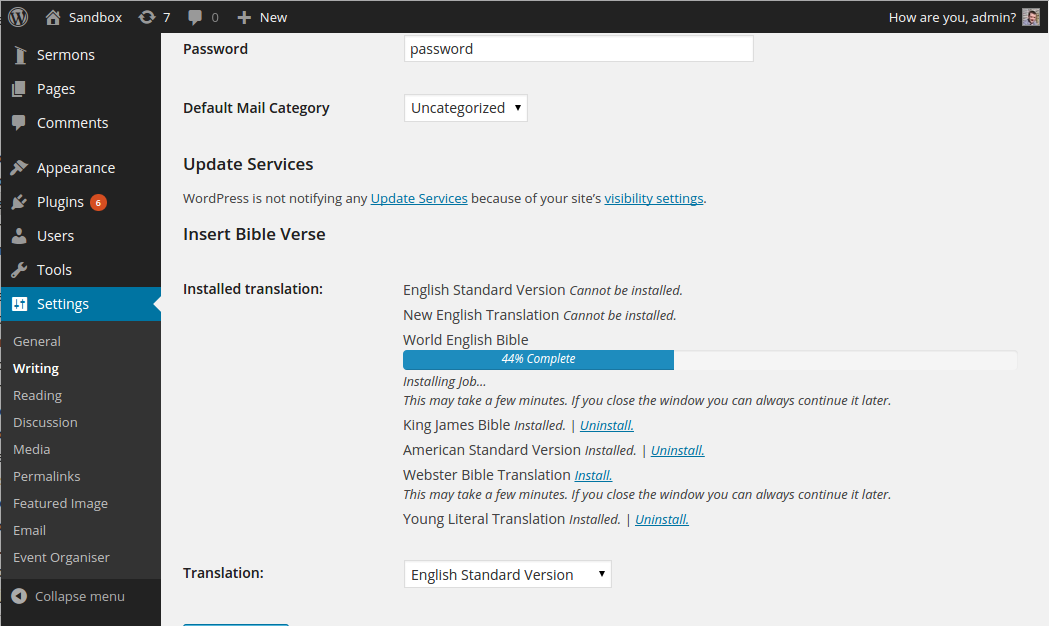 Sandbox 7 0 New How are you, admin?
Sermons
Pages
Comments
Appearance
Plugins 6
Users
Tools
Settings
General
Writing
Reading
Discussion
Media
Permalinks
Featured Image
Email
Event Organiser
Collapse menu
Password password
Default Mail Category Uncategorized
Update Services
WordPress is not notifying any Update Services because of your site’s visibility settings.
Insert Bible Verse
Installed translation: English Standard Version Cannot be installed.
New English Translation Cannot be installed.
World English Bible
44% Complete
Installing Job...
This may take a few minutes. If you close the window you can always continue it later.
King James Bible Installed. | Uninstall.
American Standard Version Installed. | Uninstall.
Webster Bible Translation Install.
This may take a few minutes. If you close the window you can always continue it later.
Young Literal Translation Installed. | Uninstall.
Translation: English Standard Version